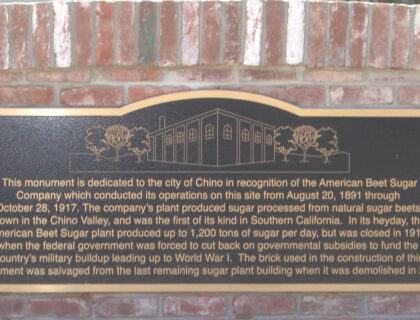 This monument is dedicated to the city of Chino in recognition of the American Beet Sugar
Company which conducted its operations on this site from August 20, 1891 through
October 28, 1917. The company's plant produced sugar processed from natural sugar beets
own in the Chino Valley, and was the first of its kind in Southern California. In its heyday, th
merican Beet Sugar plant produced up to 1,200 tons of sugar per day, but was closed in 191
when the federal government was forced to cut back on governmental subsidies to fund the
ountry's military buildup leading up to World War I. The brick used in the construction of this
ment was salvaged from the last remaining sugar plant building when it was demolished in